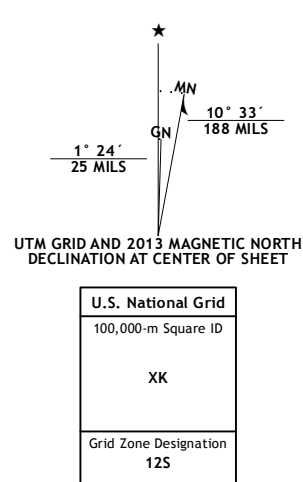 ★
MN
GN
10° 33´
188 MILS
1° 24´
25 MILS
UTM GRID AND 2013 MAGNETIC NORTH
DECLINATION AT CENTER OF SHEET
U.S. National Grid
100,000-m Square ID
XK
Grid Zone Designation
12S